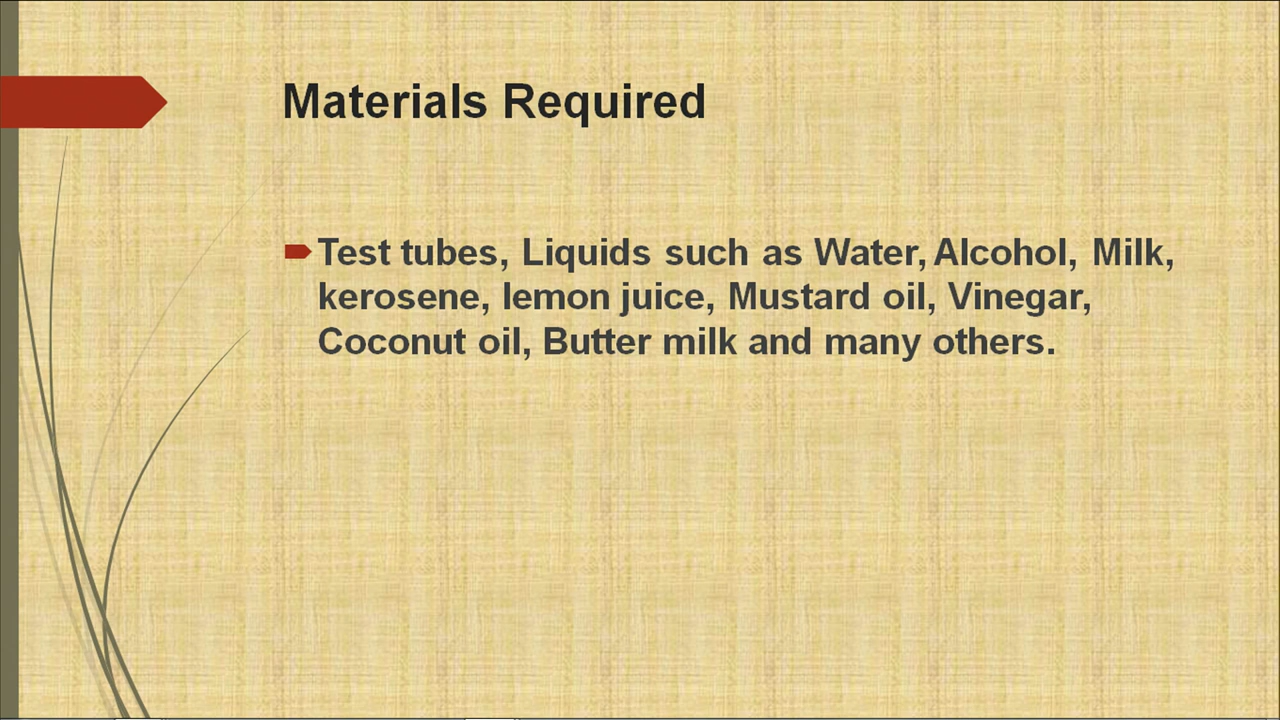 Materials Required
Test tubes, Liquids such as Water, Alcohol, Milk,
kerosene, lemon juice, Mustard oil, Vinegar,
Coconut oil, Butter milk and many others.